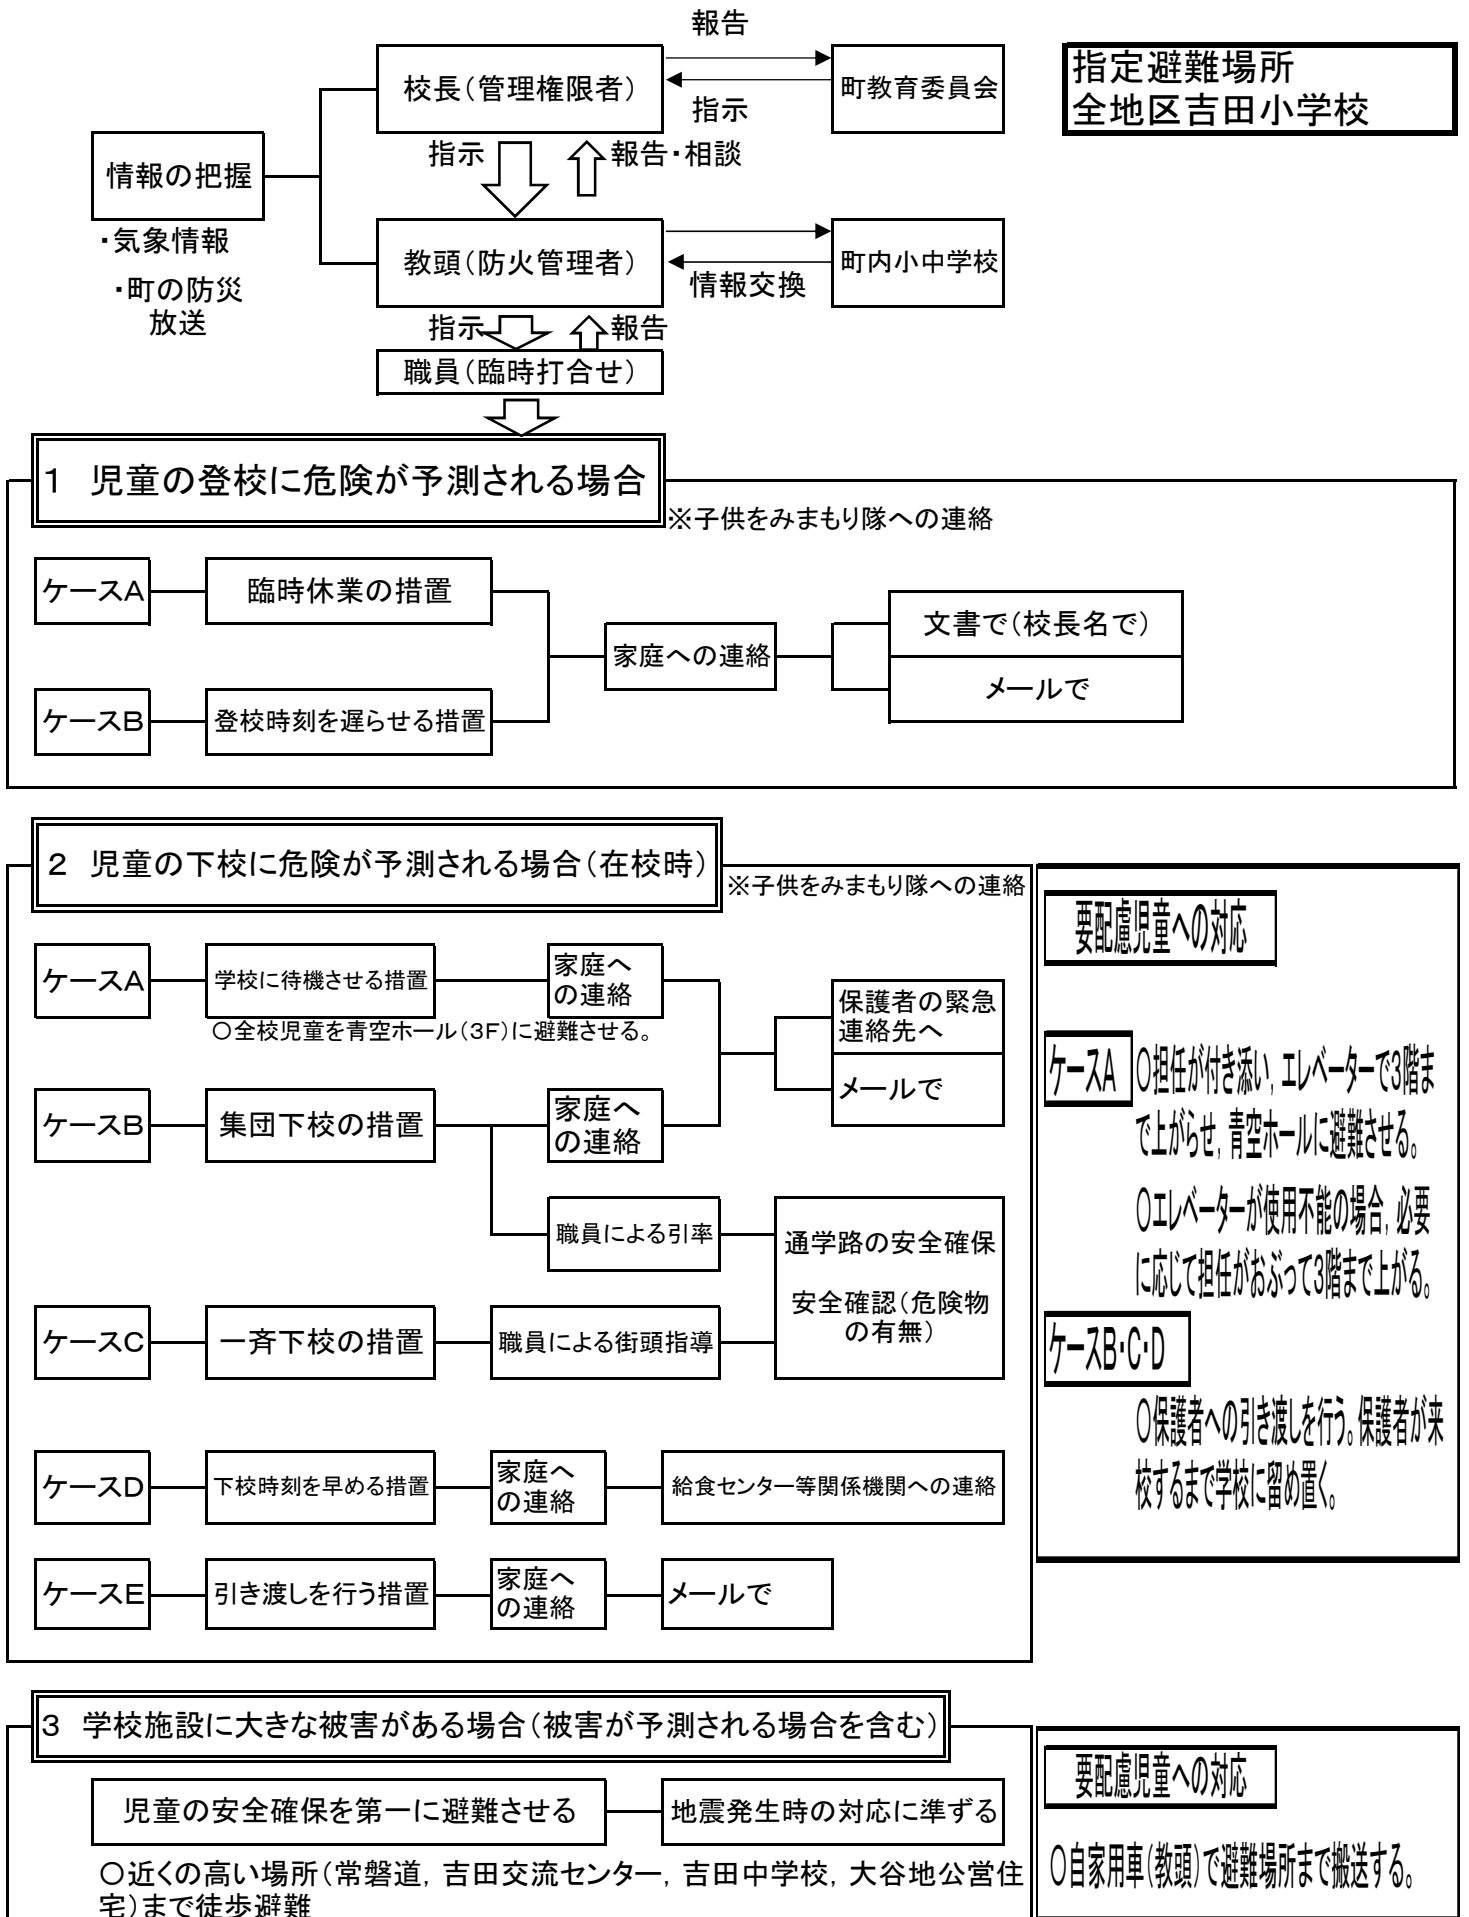 報告
校長（管理権限者）
町教育委員会
指定避難場所
全地区吉田小学校
指示
情報の把握
指示
報告・相談
・気象情報
・町の防災
放送
教頭（防火管理者）
町内小中学校
情報交換
指示
報告
職員（臨時打合せ）
１　児童の登校に危険が予測される場合
※子供をみまもり隊への連絡
ケースＡ
臨時休業の措置
家庭への連絡
文書で（校長名で）
メールで
ケースＢ
登校時刻を遅らせる措置
２　児童の下校に危険が予測される場合（在校時）
※子供をみまもり隊への連絡
ケースＡ
学校に待機させる措置
家庭へ
の連絡
○全校児童を青空ホール（３Ｆ）に避難させる。
保護者の緊急
連絡先へ
メールで
ケースＢ
集団下校の措置
家庭へ
の連絡
職員による引率
通学路の安全確保
安全確認（危険物
の有無）
ケースＣ
一斉下校の措置
職員による街頭指導
ケースＤ
下校時刻を早める措置
家庭へ
の連絡
給食センター等関係機関への連絡
ケースＥ
引き渡しを行う措置
家庭へ
の連絡
メールで
要配慮児童への対応
ケースＡ
○担任が付き添い，エレベーターで3階ま
で上がらせ，青空ホールに避難させる。
○エレベーターが使用不能の場合，必要
に応じて担任がおぶって3階まで上がる。
ケースＢ・Ｃ・Ｄ
○保護者への引き渡しを行う。保護者が来
校するまで学校に留め置く。
３　学校施設に大きな被害がある場合（被害が予測される場合を含む）
児童の安全確保を第一に避難させる
地震発生時の対応に準ずる
○近くの高い場所（常磐道，吉田交流センター，吉田中学校，大谷地公営住
宅）まで徒歩避難
要配慮児童への対応
○自家用車（教頭）で避難場所まで搬送する。